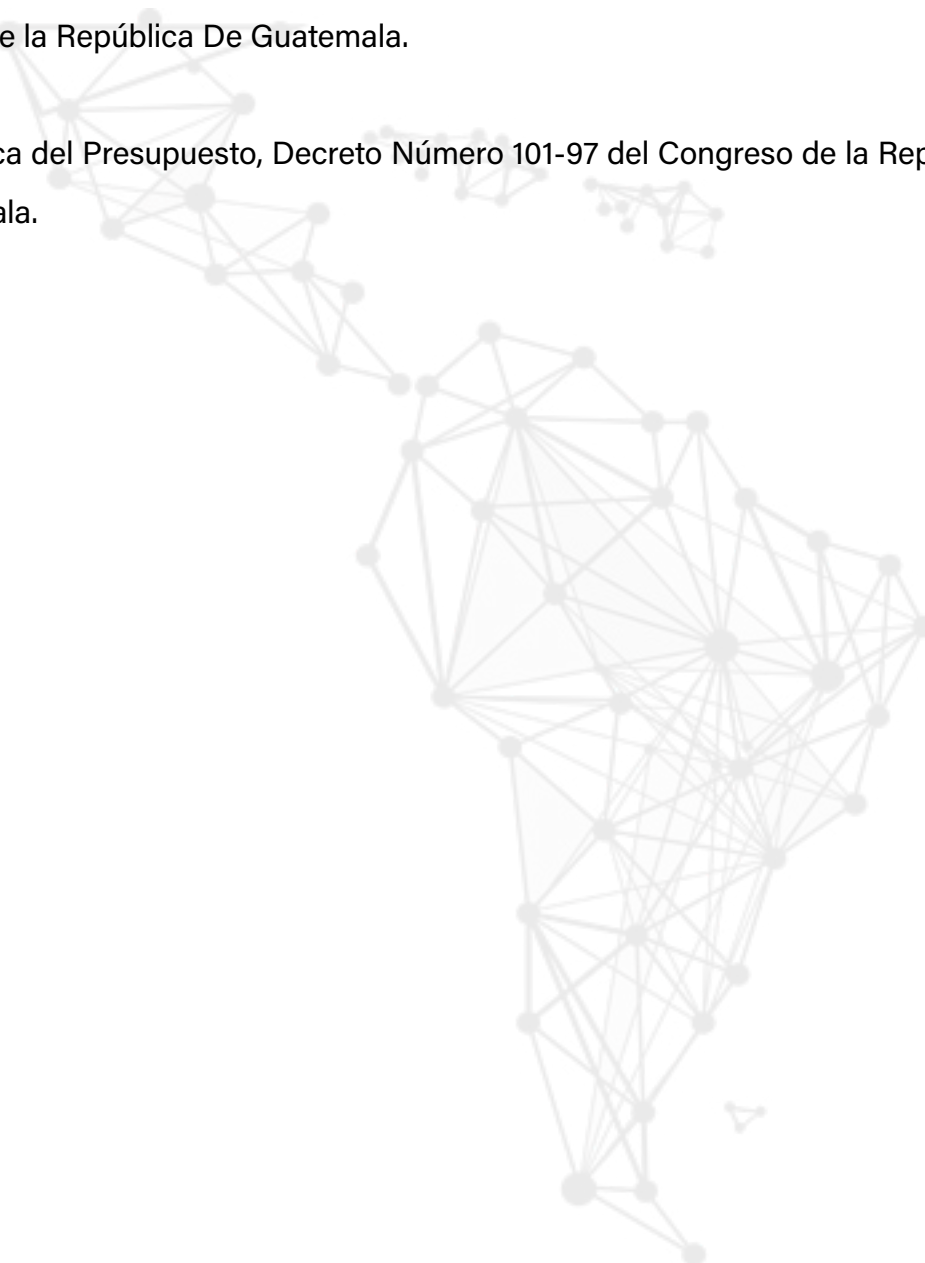 e la República De Guatemala.
ca del Presupuesto, Decreto Número 101-97 del Congreso de la Rep
ala.